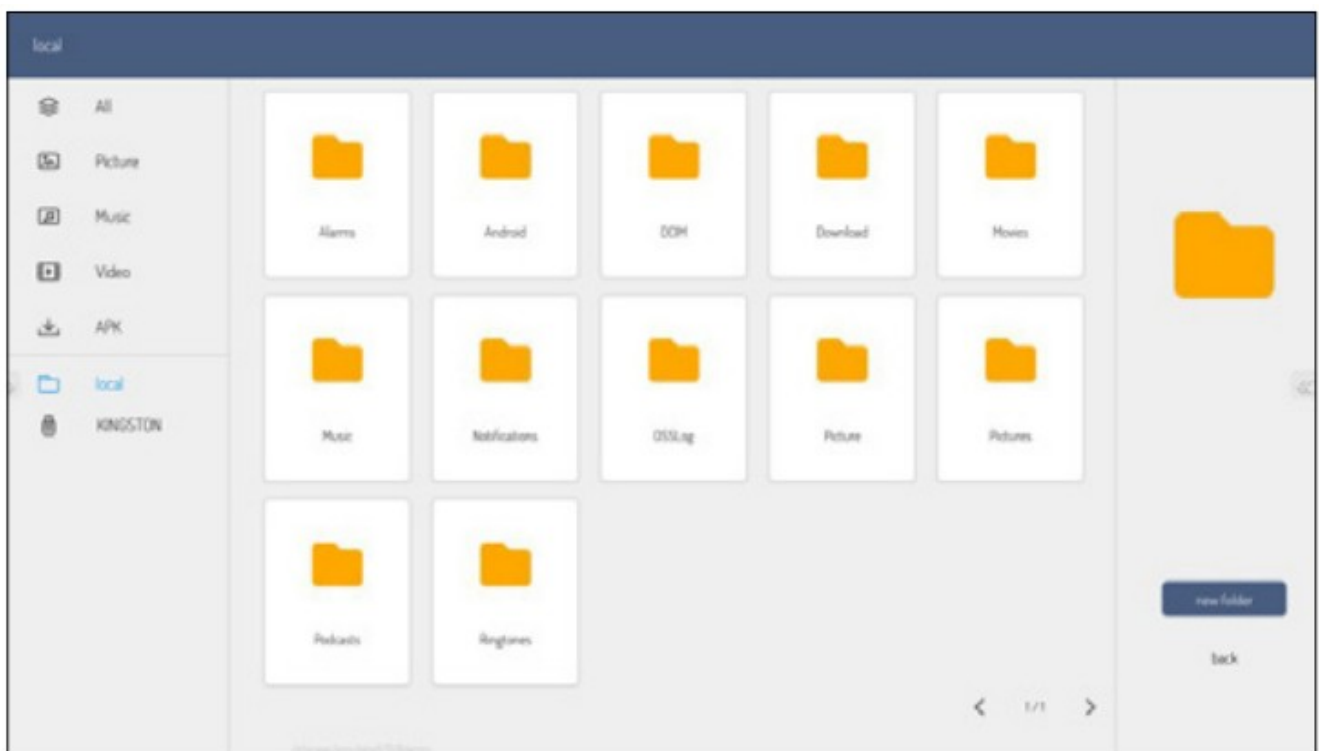 local
All
Picture
Music
Video
APK
local
KINGSTON
Alarms
Android
DCIM
Download
Movies
Music
Notifications
OSSLog
Picture
Pictures
Podcasts
Ringtones
1/1
new folder
back